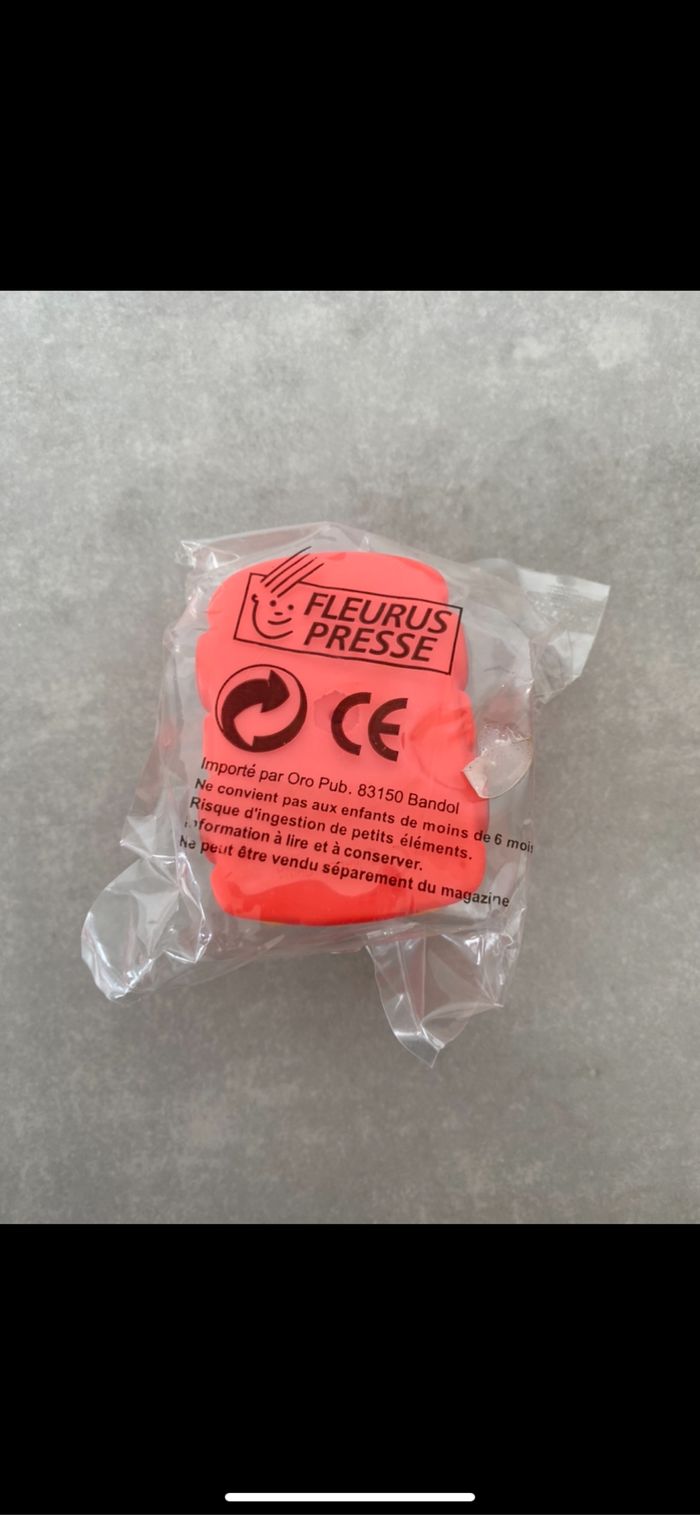 FLEURUS
PRESSE
CE
Importé par Oro Pub. 83150 Bandol
Ne convient pas aux enfants de moins de 6 mois
Risque d'ingestion de petits éléments.
Information à lire et à conserver.
Ne peut être vendu séparement du magazine